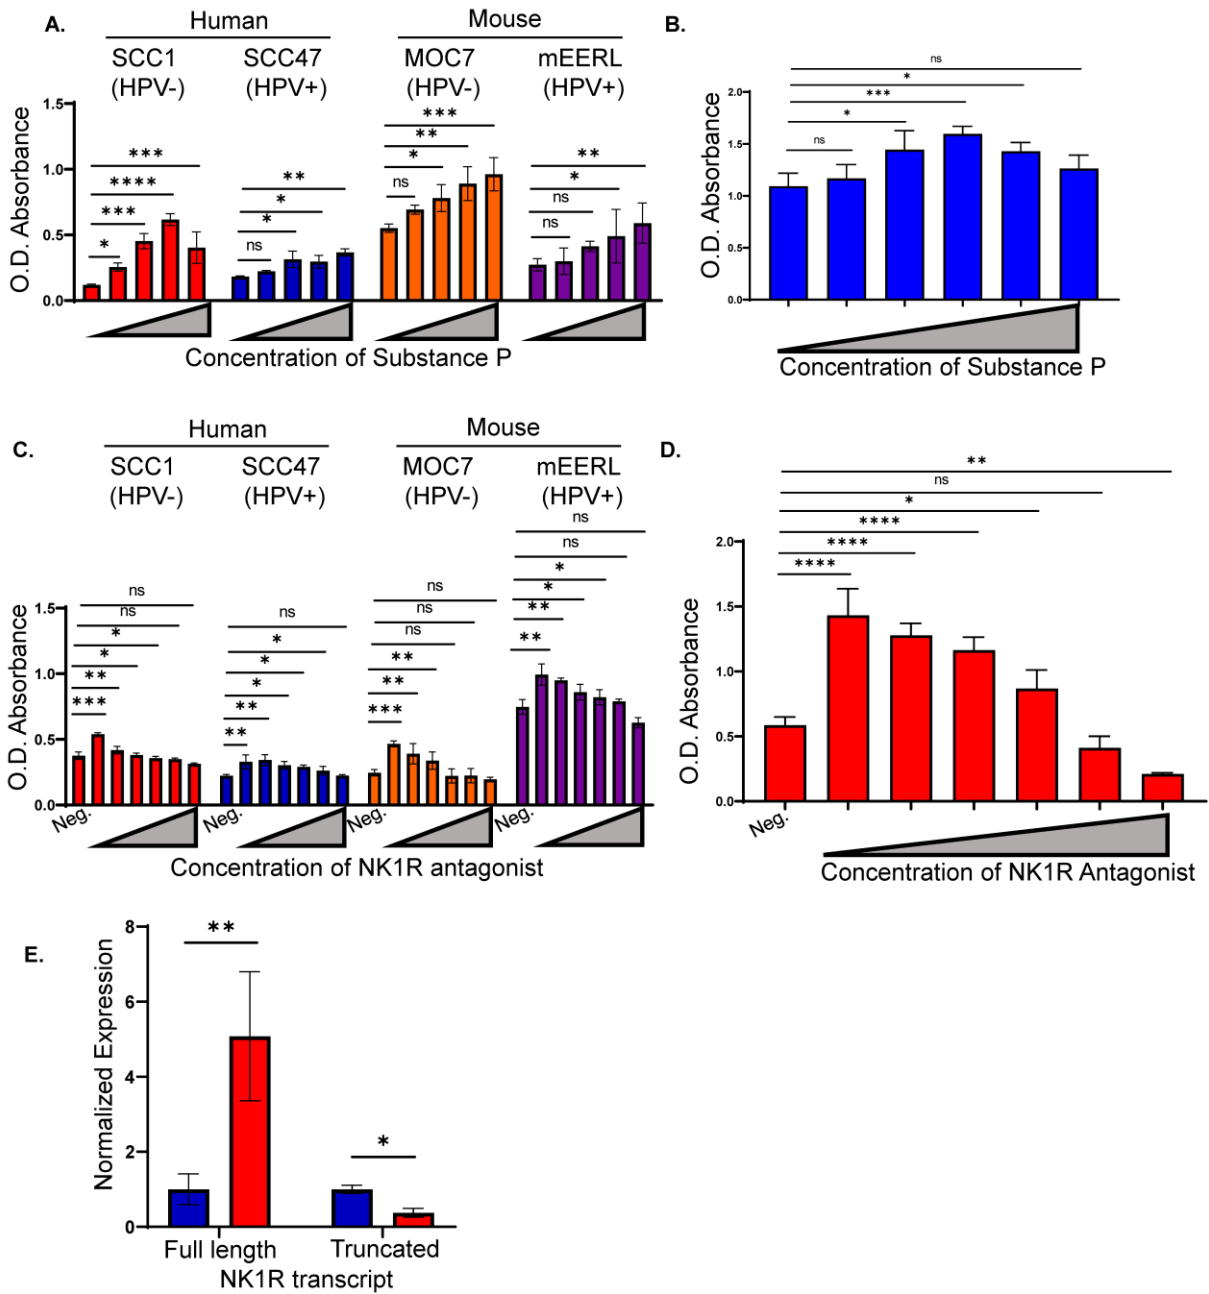 A.
Human
Mouse
SCC1
(HPV-)
SCC47
(HPV+)
MOC7
(HPV-)
mEERL
(HPV+)
O.D. Absorbance
1.5
1.0
0.5
0.0
***
****
***
*
**
*
*
ns
***
**
*
ns
**
*
ns
ns
Concentration of Substance P
B.
O.D. Absorbance
2.0
1.5
1.0
0.5
0.0
ns
*
***
*
ns
Concentration of Substance P
C.
Human
Mouse
SCC1
(HPV-)
SCC47
(HPV+)
MOC7
(HPV-)
mEERL
(HPV+)
O.D. Absorbance
1.5
1.0
0.5
0.0
ns
ns
*
*
**
***
ns
*
*
*
**
**
ns
ns
ns
**
**
***
ns
ns
*
*
**
**
Neg.
Neg.
Neg.
Neg.
Concentration of NK1R antagonist
D.
O.D. Absorbance
2.0
1.5
1.0
0.5
0.0
**
ns
*
****
****
****
Neg.
Concentration of NK1R Antagonist
E.
Normalized Expression
8
6
4
2
0
**
*
Full length
Truncated
NK1R transcript